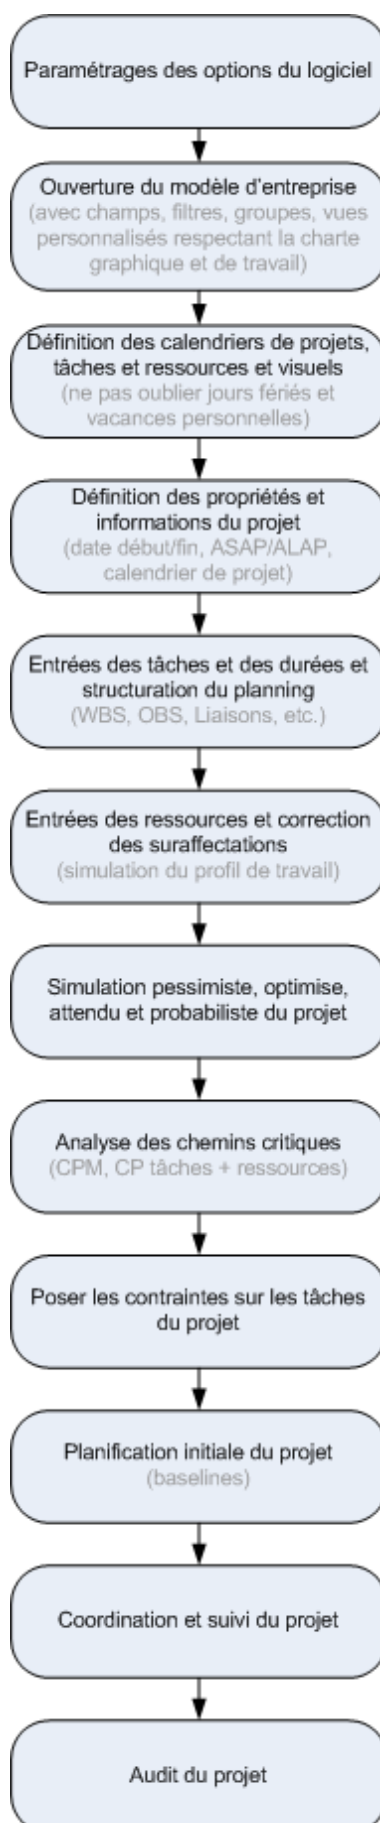 Paramétrages des options du logiciel
Ouverture du modèle d'entreprise
(avec champs, filtres, groupes, vues
personnalisés respectant la charte
graphique et de travail)
Définition des calendriers de projets,
tâches et ressources et visuels
(ne pas oublier jours fériés et
vacances personnelles)
Définition des propriétés et
informations du projet
(date début/fin, ASAP/ALAP,
calendrier de projet)
Entrées des tâches et des durées et
structuration du planning
(WBS, OBS, Liaisons, etc.)
Entrées des ressources et correction
des suraffectations
(simulation du profil de travail)
Simulation pessimiste, optimise,
attendu et probabiliste du projet
Analyse des chemins critiques
(CPM, CP tâches + ressources)
Poser les contraintes sur les tâches
du projet
Planification initiale du projet
(baselines)
Coordination et suivi du projet
Audit du projet